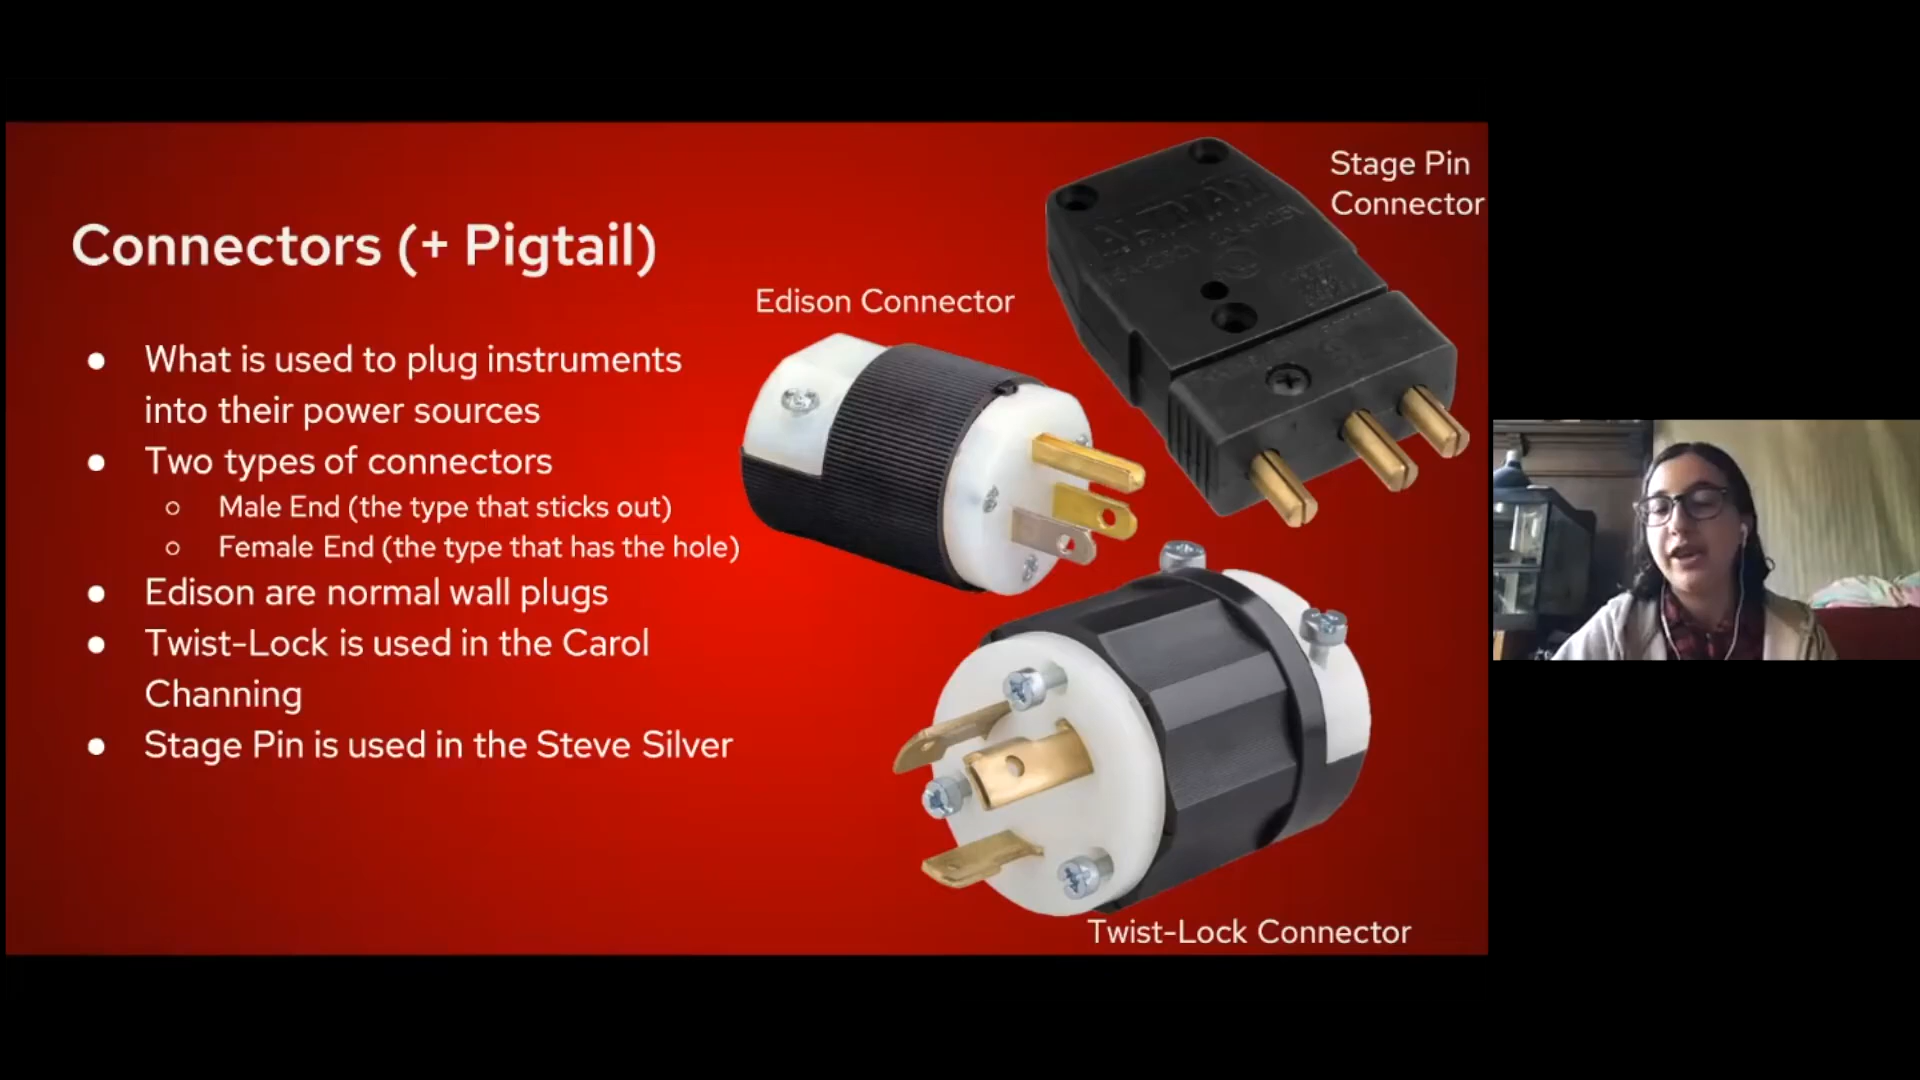 Connectors (+ Pigtail)
What is used to plug instruments
into their power sources
Two types of connectors
Male End (the type that sticks out)
Female End (the type that has the hole)
Edison are normal wall plugs
Twist-Lock is used in the Carol
Channing
Stage Pin is used in the Steve Silver
Edison Connector
Stage Pin
Connector
Twist-Lock Connector